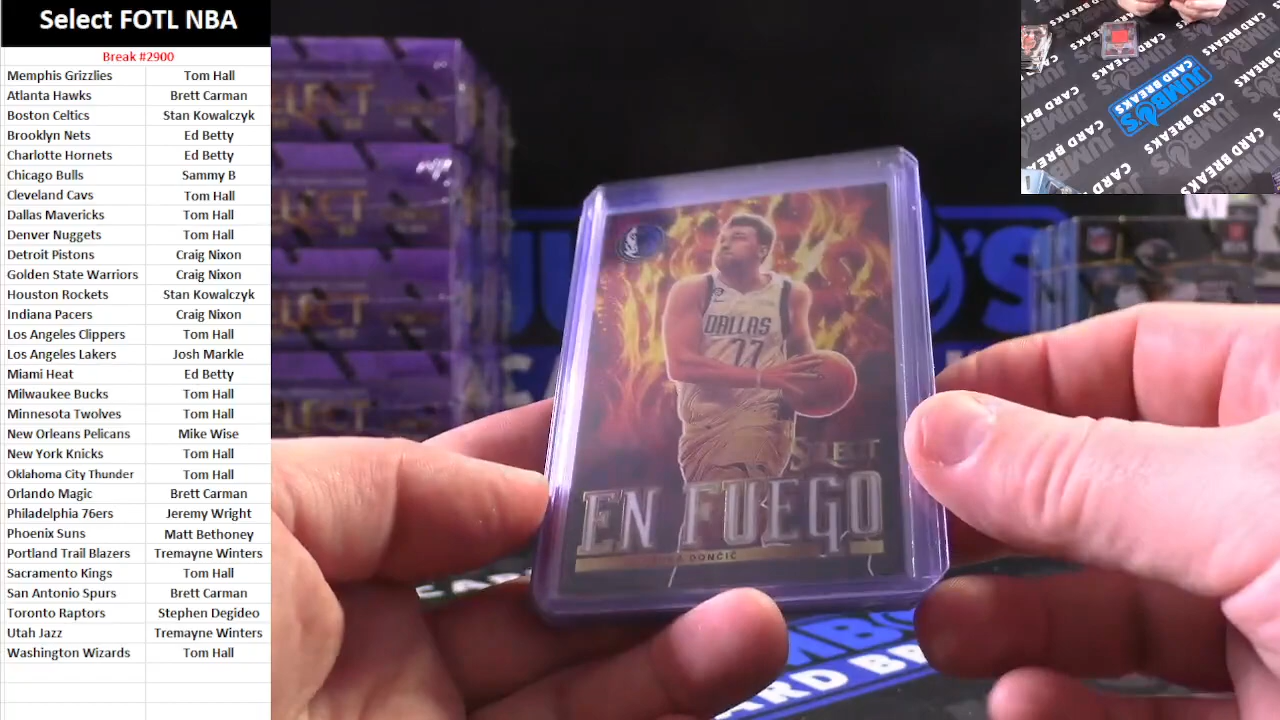 Select FOTL NBA
Break #2900
Memphis Grizzlies Tom Hall
Atlanta Hawks Brett Carman
Boston Celtics Stan Kowalczyk
Brooklyn Nets Ed Betty
Charlotte Hornets Ed Betty
Chicago Bulls Sammy B
Cleveland Cavs Tom Hall
Dallas Mavericks Tom Hall
Denver Nuggets Tom Hall
Detroit Pistons Craig Nixon
Golden State Warriors Craig Nixon
Houston Rockets Stan Kowalczyk
Indiana Pacers Craig Nixon
Los Angeles Clippers Tom Hall
Los Angeles Lakers Josh Markle
Miami Heat Ed Betty
Milwaukee Bucks Tom Hall
Minnesota Twolves Tom Hall
New Orleans Pelicans Mike Wise
New York Knicks Tom Hall
Oklahoma City Thunder Tom Hall
Orlando Magic Brett Carman
Philadelphia 76ers Jeremy Wright
Phoenix Suns Matt Bethoney
Portland Trail Blazers Tremayne Winters
Sacramento Kings Tom Hall
San Antonio Spurs Brett Carman
Toronto Raptors Stephen Degideo
Utah Jazz Tremayne Winters
Washington Wizards Tom Hall
DALLAS
77
SELECT
EN FUEGO
DONČIĆ
JUMBO'S
CARD BREAKS